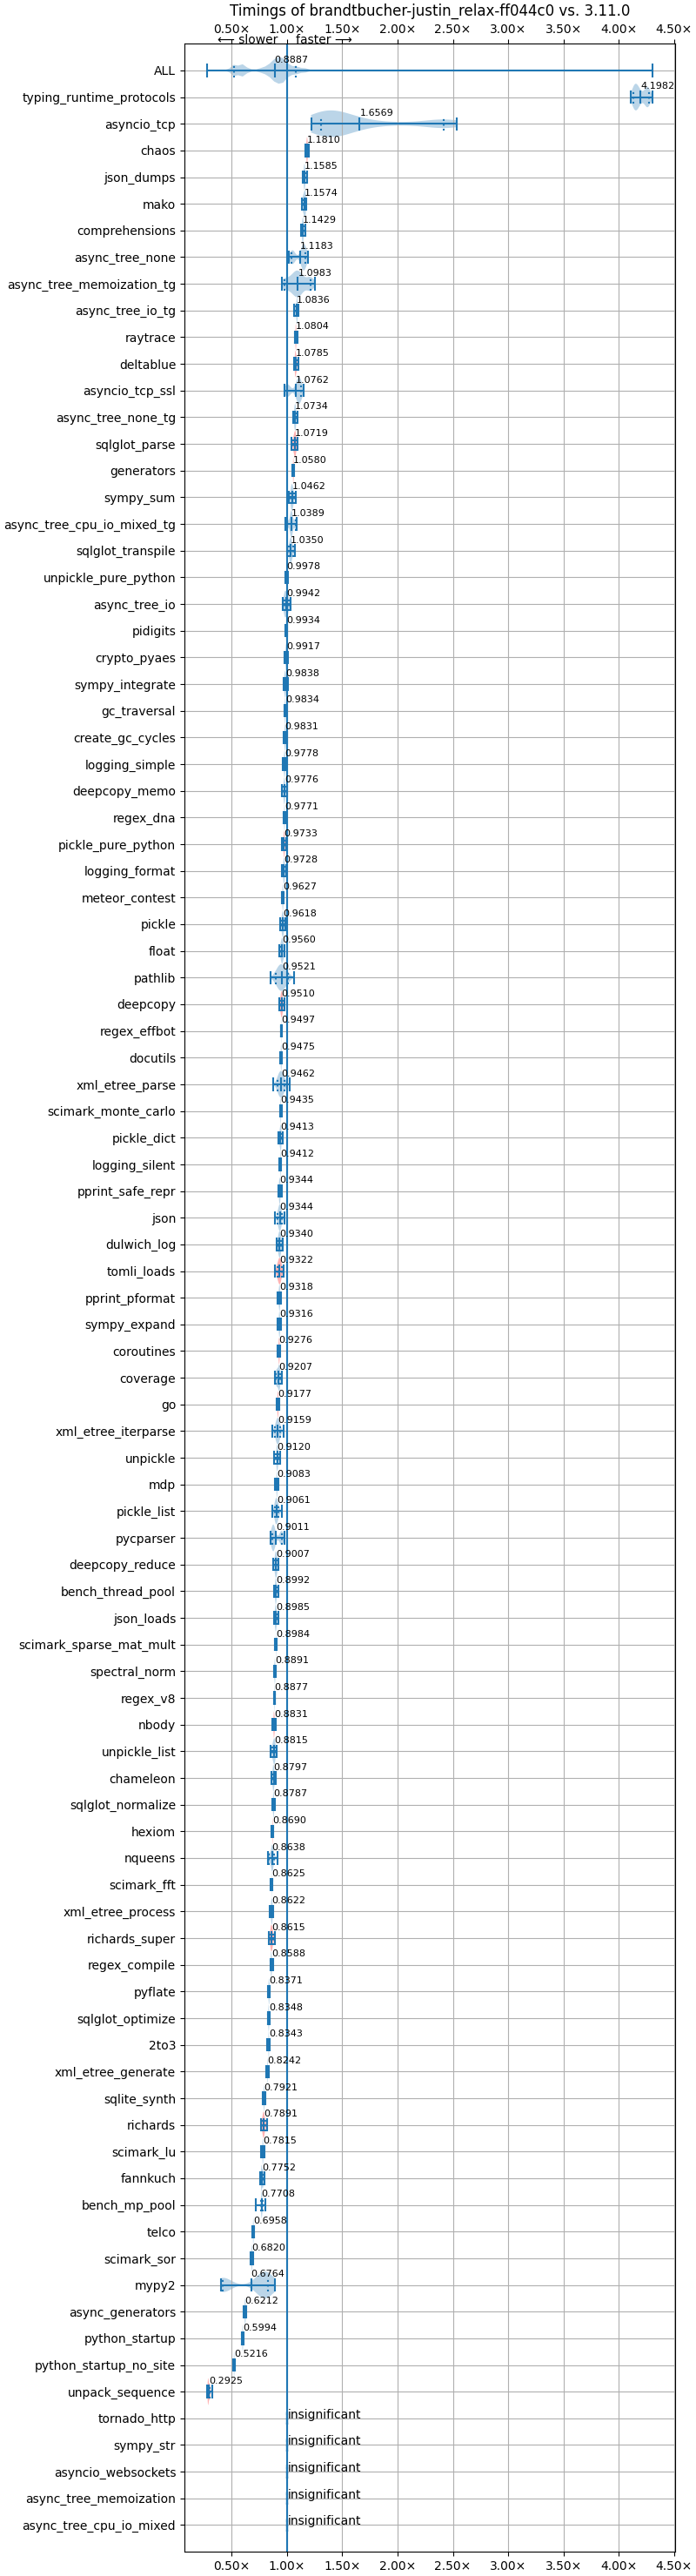 Timings of brandtbucher-justin_relax-ff044c0 vs. 3.11.0
0.50× 1.00× 1.50× 2.00× 2.50× 3.00× 3.50× 4.00× 4.50×
⟵ slower faster ⟶
ALL 0.8887
typing_runtime_protocols 4.1982
asyncio_tcp 1.6569
chaos 1.1810
json_dumps 1.1585
mako 1.1574
comprehensions 1.1429
async_tree_none 1.1183
async_tree_memoization_tg 1.0983
async_tree_io_tg 1.0836
raytrace 1.0804
deltablue 1.0785
asyncio_tcp_ssl 1.0762
async_tree_none_tg 1.0734
sqlglot_parse 1.0719
generators 1.0580
sympy_sum 1.0462
async_tree_cpu_io_mixed_tg 1.0389
sqlglot_transpile 1.0350
unpickle_pure_python 0.9978
async_tree_io 0.9942
pidigits 0.9934
crypto_pyaes 0.9917
sympy_integrate 0.9838
gc_traversal 0.9834
create_gc_cycles 0.9831
logging_simple 0.9778
deepcopy_memo 0.9776
regex_dna 0.9771
pickle_pure_python 0.9733
logging_format 0.9728
meteor_contest 0.9627
pickle 0.9618
float 0.9560
pathlib 0.9521
deepcopy 0.9510
regex_effbot 0.9497
docutils 0.9475
xml_etree_parse 0.9462
scimark_monte_carlo 0.9435
pickle_dict 0.9413
logging_silent 0.9412
pprint_safe_repr 0.9344
json 0.9344
dulwich_log 0.9340
tomli_loads 0.9322
pprint_pformat 0.9318
sympy_expand 0.9316
coroutines 0.9276
coverage 0.9207
go 0.9177
xml_etree_iterparse 0.9159
unpickle 0.9120
mdp 0.9083
pickle_list 0.9061
pycparser 0.9011
deepcopy_reduce 0.9007
bench_thread_pool 0.8992
json_loads 0.8985
scimark_sparse_mat_mult 0.8984
spectral_norm 0.8891
regex_v8 0.8877
nbody 0.8831
unpickle_list 0.8815
chameleon 0.8797
sqlglot_normalize 0.8787
hexiom 0.8690
nqueens 0.8638
scimark_fft 0.8625
xml_etree_process 0.8622
richards_super 0.8615
regex_compile 0.8588
pyflate 0.8371
sqlglot_optimize 0.8348
2to3 0.8343
xml_etree_generate 0.8242
sqlite_synth 0.7921
richards 0.7891
scimark_lu 0.7815
fannkuch 0.7752
bench_mp_pool 0.7708
telco 0.6958
scimark_sor 0.6820
mypy2 0.6764
async_generators 0.6212
python_startup 0.5994
python_startup_no_site 0.5216
unpack_sequence 0.2925
tornado_http insignificant
sympy_str insignificant
asyncio_websockets insignificant
async_tree_memoization insignificant
async_tree_cpu_io_mixed insignificant
0.50× 1.00× 1.50× 2.00× 2.50× 3.00× 3.50× 4.00× 4.50×